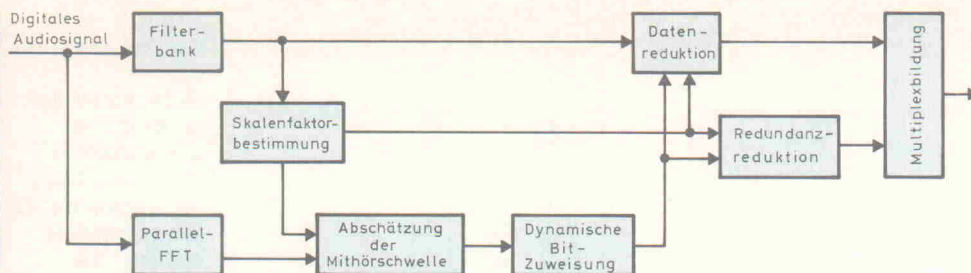 Digitales
Audiosignal
Filter-
bank
Daten-
reduktion
Skalenfaktor-
bestimmung
Redundanz-
reduktion
Multiplexbildung
Parallel-
FFT
Abschätzung
der
Mithörschwelle
Dynamische
Bit-
Zuweisung